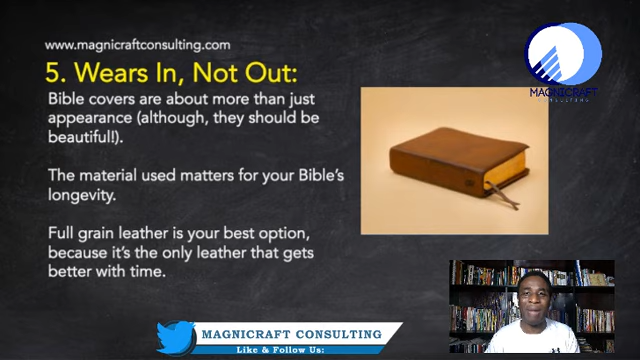 www.magnicraftconsulting.com
5. Wears In, Not Out:
Bible covers are about more than just
appearance (although, they should be
beautiful!).
The material used matters for your Bible's
longevity.
Full grain leather is your best option,
because it's the only leather that gets
better with time.
MAGNICRAFT
CONSULTING
MAGNICRAFT CONSULTING
Like & Follow Us: